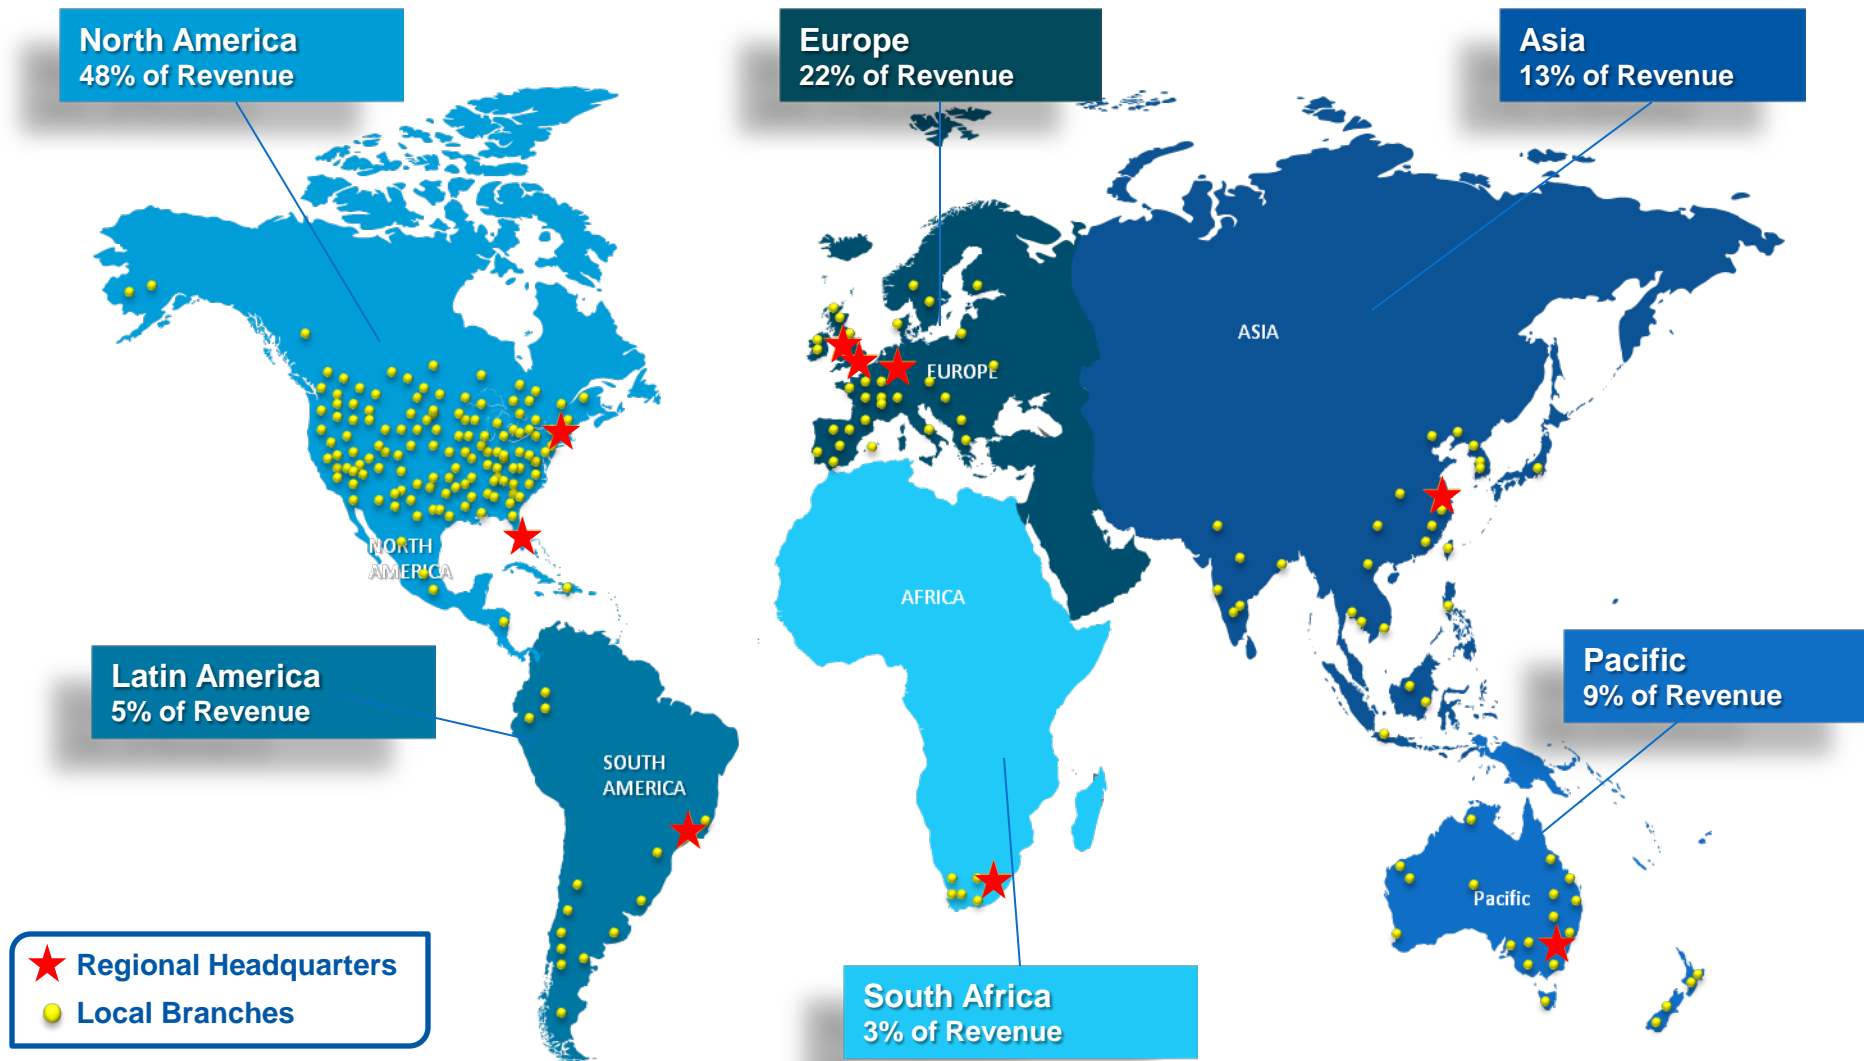 North America
48% of Revenue
Europe
22% of Revenue
Asia
13% of Revenue
ASIA
EUROPE
NORTH
AMERICA
AFRICA
Latin America
5% of Revenue
Pacific
9% of Revenue
SOUTH
AMERICA
Pacific
Regional Headquarters
Local Branches
South Africa
3% of Revenue